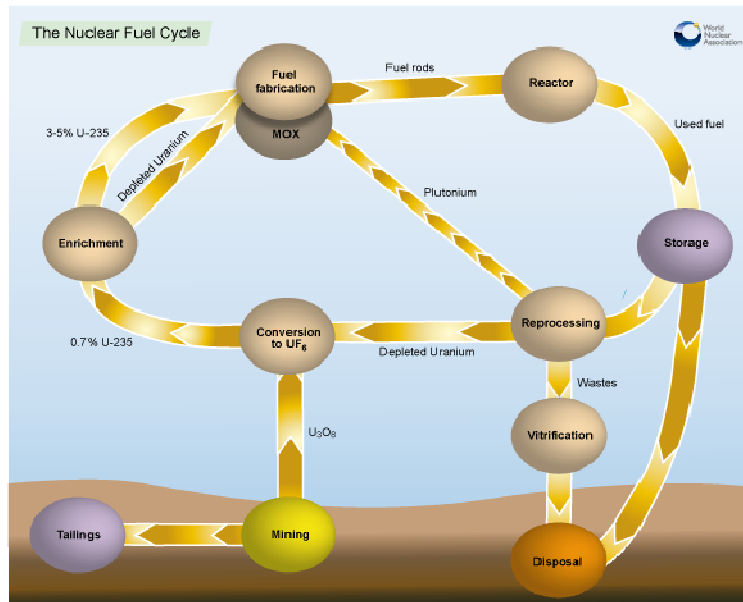 The Nuclear Fuel Cycle
World
Nuclear
Association
Fuel
fabrication
MOX
Fuel rods
Reactor
Used fuel
3-5% U-235
Depleted Uranium
Plutonium
Enrichment
Storage
0.7% U-235
Conversion
to UF₆
Depleted Uranium
Reprocessing
Wastes
U₃O₈
Vitrification
Tailings
Mining
Disposal